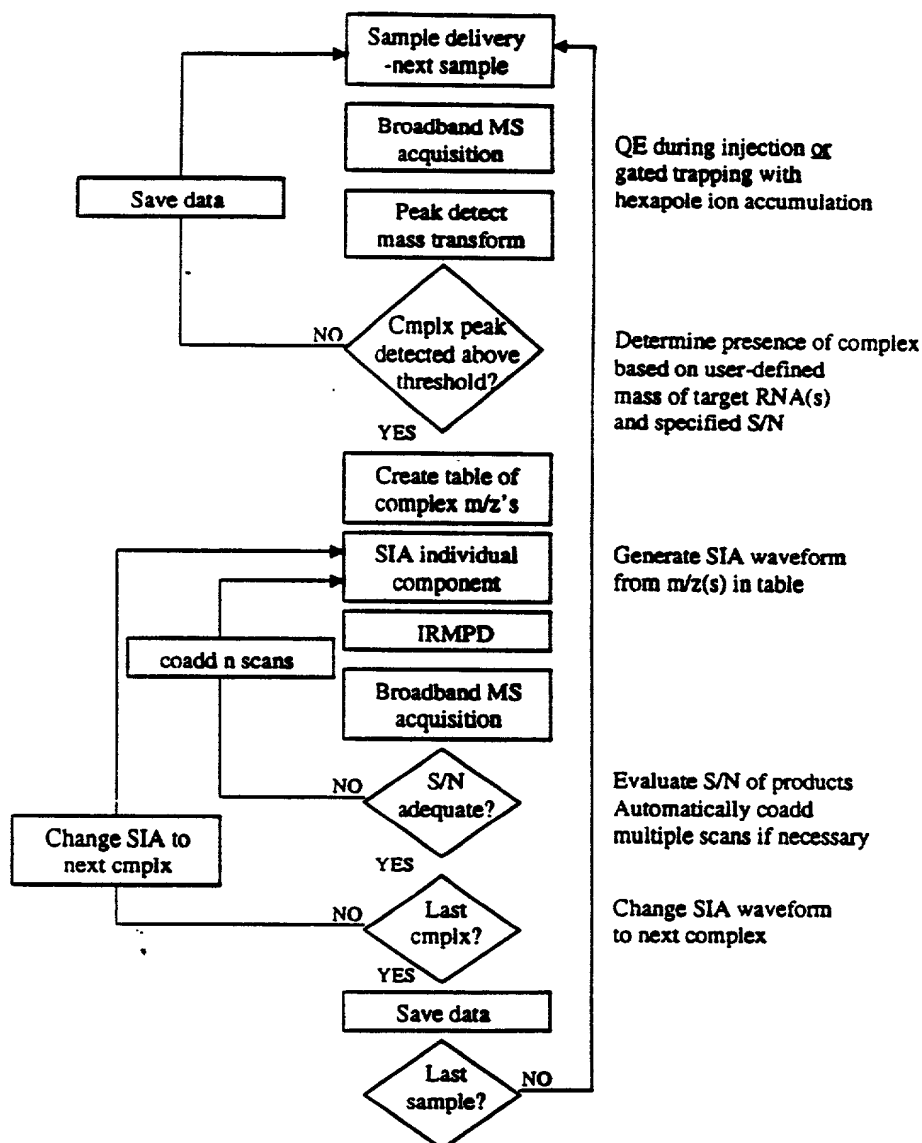 Sample delivery
-next sample
Broadband MS
acquisition
QE during injection or
gated trapping with
hexapole ion accumulation
Save data
Peak detect
mass transform
NO
Cmplx peak
detected above
threshold?
Determine presence of complex
based on user-defined
mass of target RNA(s)
and specified S/N
YES
Create table of
complex m/z's
SIA individual
component
Generate SIA waveform
from m/z(s) in table
IRMPD
coadd n scans
Broadband MS
acquisition
NO
S/N
adequate?
Evaluate S/N of products
Automatically coadd
multiple scans if necessary
Change SIA to
next cmplx
YES
NO
Last
cmplx?
Change SIA waveform
to next complex
YES
Save data
Last
sample?
NO